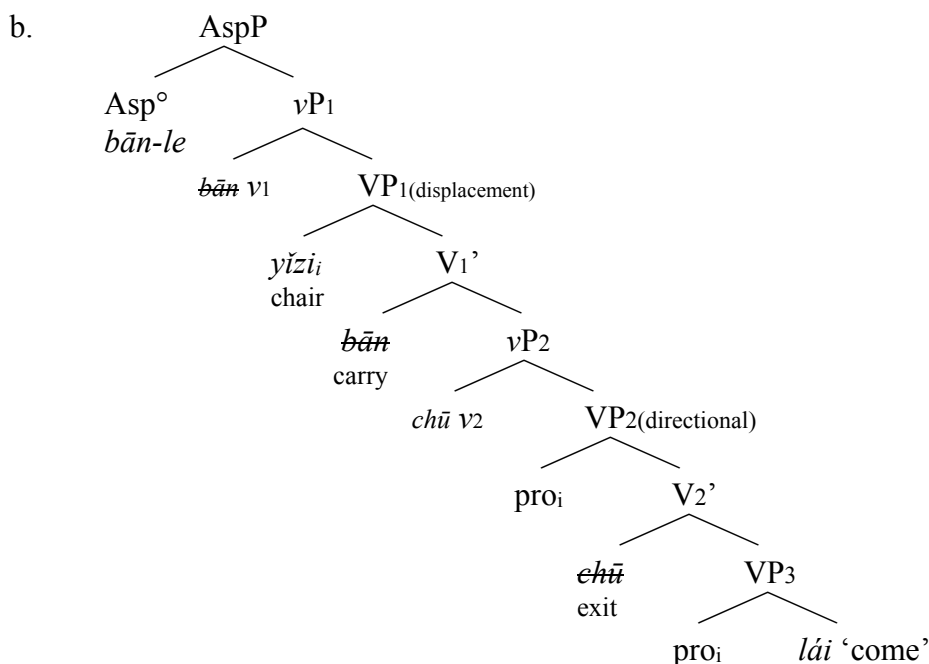 b. AspP
Asp° vP1
bān-le
bān v1 VP1(displacement)
yǐzii V1’
chair
bān vP2
carry
chū v2 VP2(directional)
proi V2’
chū VP3
exit
proi lái ‘come’